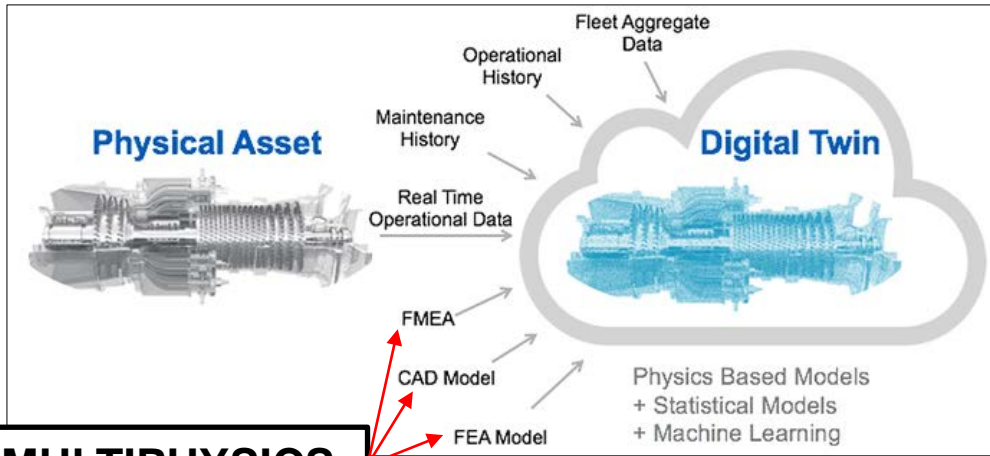 Fleet Aggregate
Data
Operational
History
Maintenance
History
Physical Asset
Digital Twin
Real Time
Operational Data
FMEA
CAD Model
FEA Model
Physics Based Models
+ Statistical Models
+ Machine Learning
MULTIPHYSICS